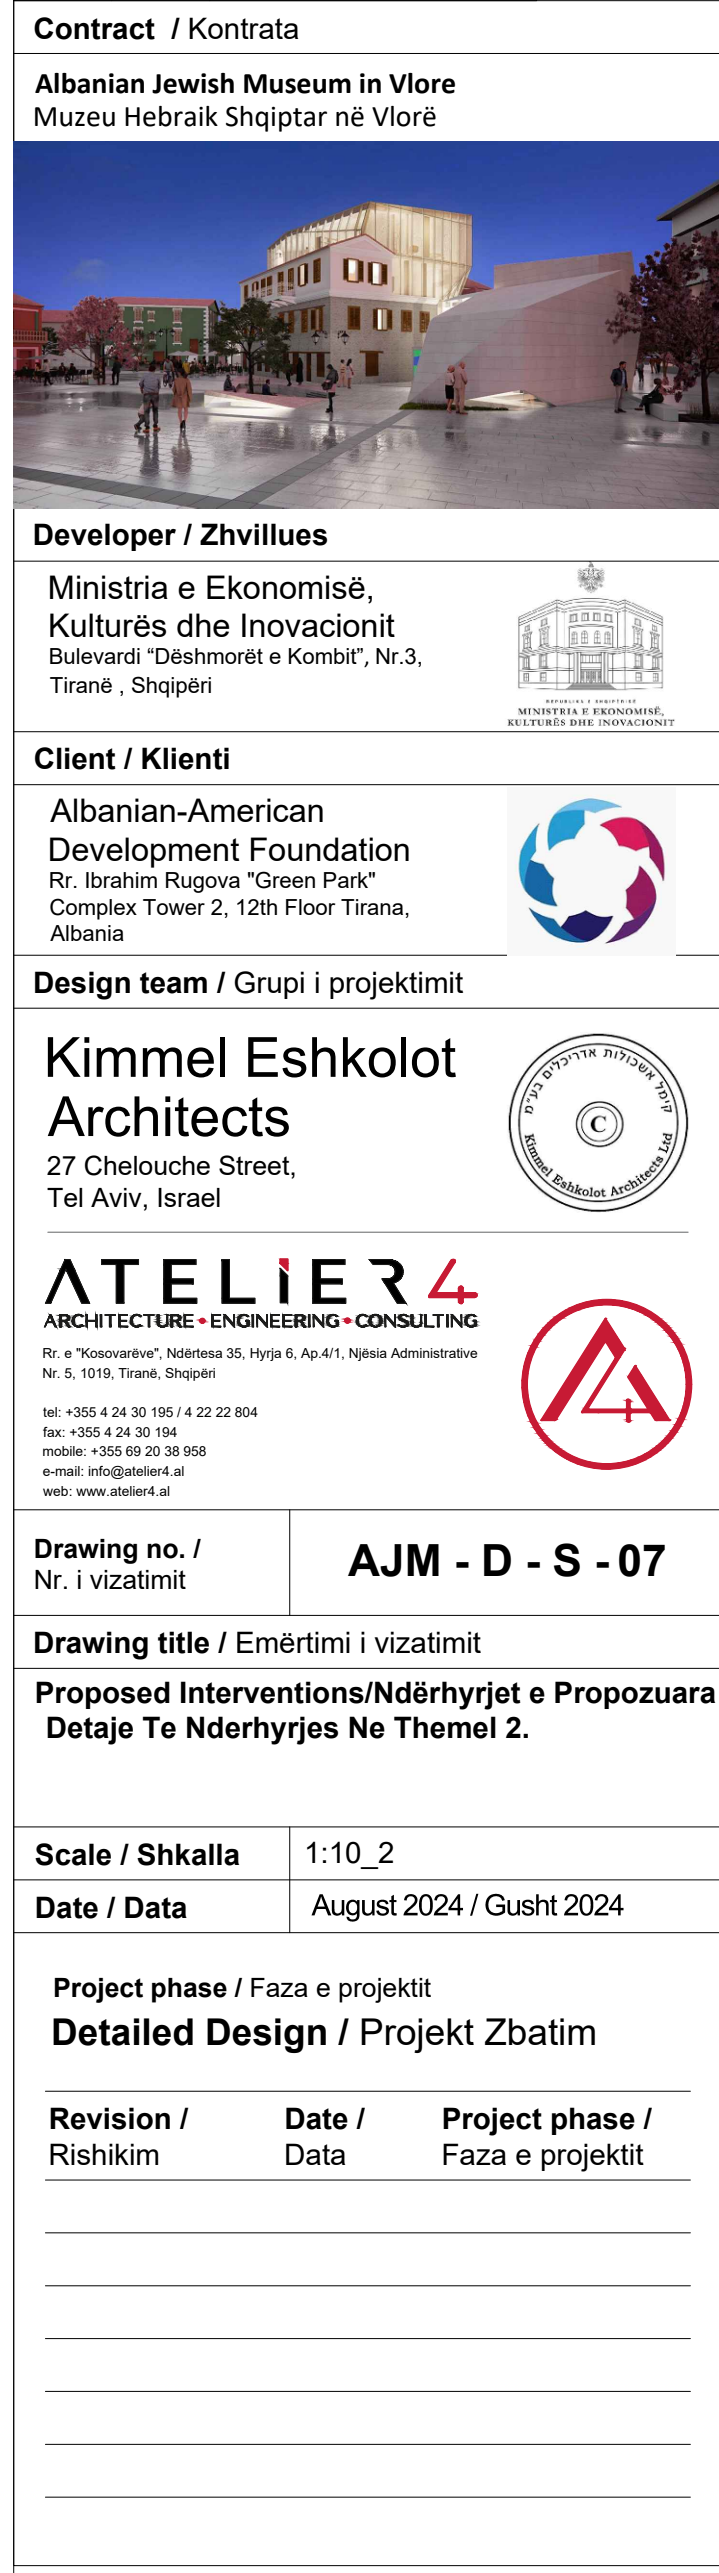 Contract / Kontrata
Albanian Jewish Museum in Vlore
Muzeu Hebraik Shqiptar në Vlorë
Developer / Zhvillues
Ministria e Ekonomisë,
Kulturës dhe Inovacionit
Bulevardi “Dëshmorët e Kombit”, Nr.3,
Tiranë , Shqipëri
REPUBLIKA E SHQIPËRISË
MINISTRIA E EKONOMISË,
KULTURËS DHE INOVACIONIT
Client / Klienti
Albanian-American
Development Foundation
Rr. Ibrahim Rugova "Green Park"
Complex Tower 2, 12th Floor Tirana,
Albania
Design team / Grupi i projektimit
Kimmel Eshkolot
Architects
27 Chelouche Street,
Tel Aviv, Israel
קימל אשכולות אדריכלים בע"מ
C
Kimmel Eshkolot Architects Ltd
ATELiER 4
ARCHITECTURE • ENGINEERING • CONSULTING
Rr. e "Kosovarëve", Ndërtesa 35, Hyrja 6, Ap.4/1, Njësia Administrative
Nr. 5, 1019, Tiranë, Shqipëri
tel: +355 4 24 30 195 / 4 22 22 804
fax: +355 4 24 30 194
mobile: +355 69 20 38 958
e-mail: info@atelier4.al
web: www.atelier4.al
Drawing no. /
Nr. i vizatimit
AJM - D - S - 07
Drawing title / Emërtimi i vizatimit
Proposed Interventions/Ndërhyrjet e Propozuara
Detaje Te Nderhyrjes Ne Themel 2.
Scale / Shkalla
1:10_2
Date / Data
August 2024 / Gusht 2024
Project phase / Faza e projektit
Detailed Design / Projekt Zbatim
Revision / Date / Project phase /
Rishikim Data Faza e projektit